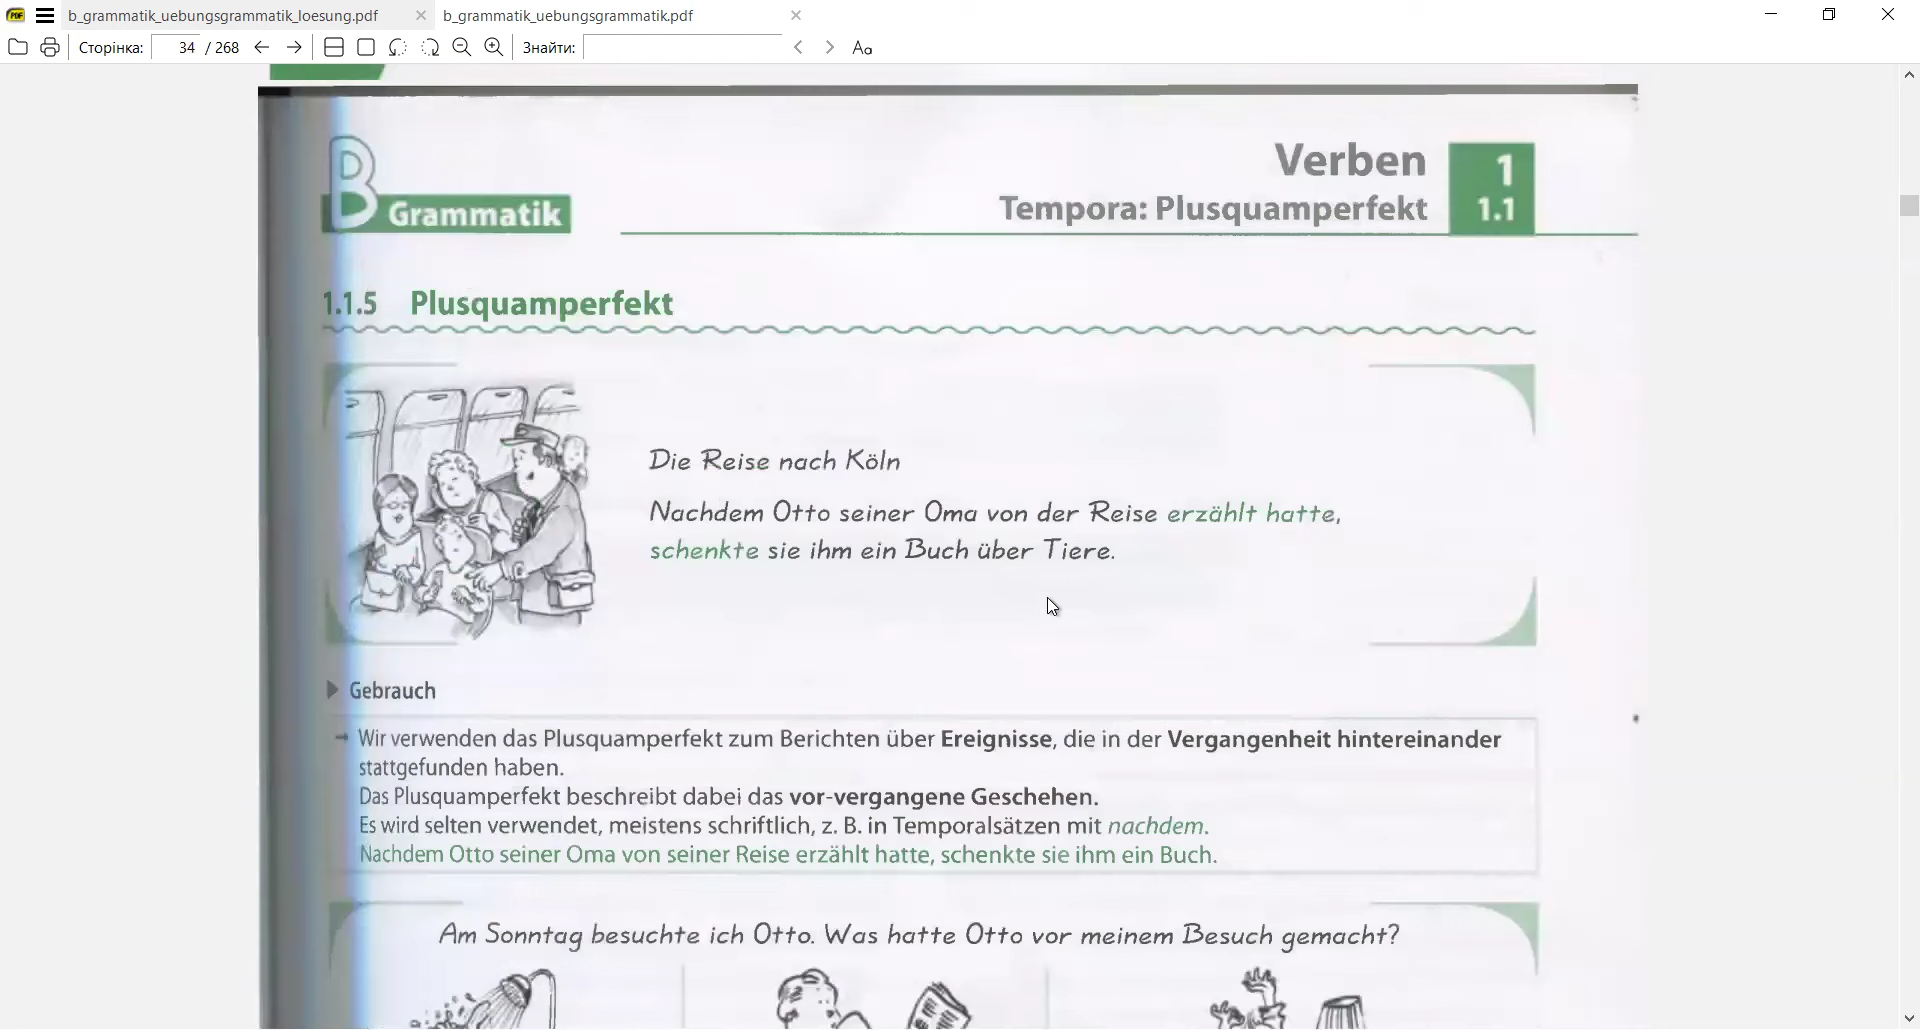 b_grammatik_uebungsgrammatik_loesung.pdf
b_grammatik_uebungsgrammatik.pdf
Сторінка: 34 / 268
Знайти:
Aa
B Grammatik
Verben
Tempora: Plusquamperfekt
1
1.1
1.1.5 Plusquamperfekt
Die Reise nach Köln
Nachdem Otto seiner Oma von der Reise erzählt hatte,
schenkte sie ihm ein Buch über Tiere.
Gebrauch
→ Wir verwenden das Plusquamperfekt zum Berichten über Ereignisse, die in der Vergangenheit hintereinander
stattgefunden haben.
Das Plusquamperfekt beschreibt dabei das vor-vergangene Geschehen.
Es wird selten verwendet, meistens schriftlich, z. B. in Temporalsätzen mit nachdem.
Nachdem Otto seiner Oma von seiner Reise erzählt hatte, schenkte sie ihm ein Buch.
Am Sonntag besuchte ich Otto. Was hatte Otto vor meinem Besuch gemacht?